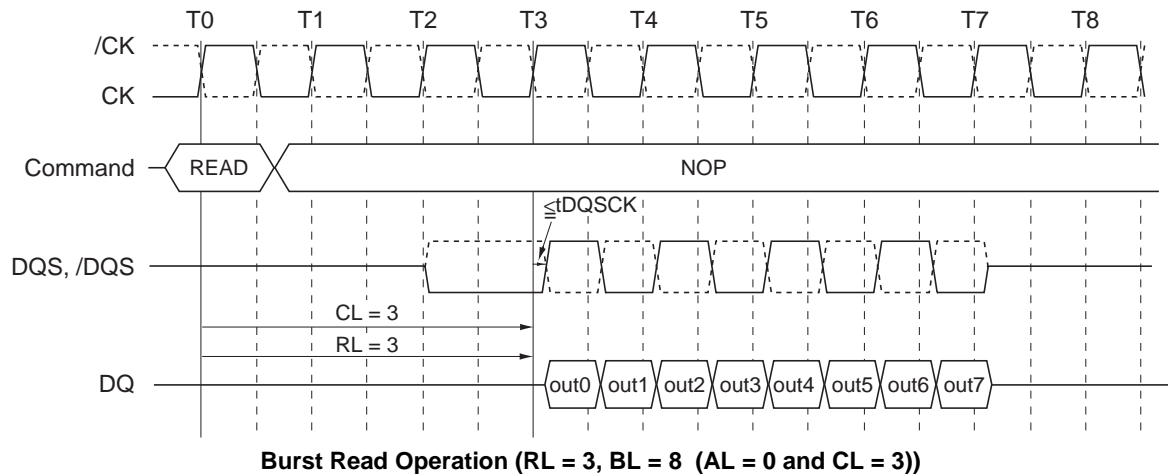 T0 T1 T2 T3 T4 T5 T6 T7 T8
/CK
CK
Command READ NOP
≦tDQSCK
DQS, /DQS
CL = 3
RL = 3
DQ out0 out1 out2 out3 out4 out5 out6 out7
Burst Read Operation (RL = 3, BL = 8 (AL = 0 and CL = 3))